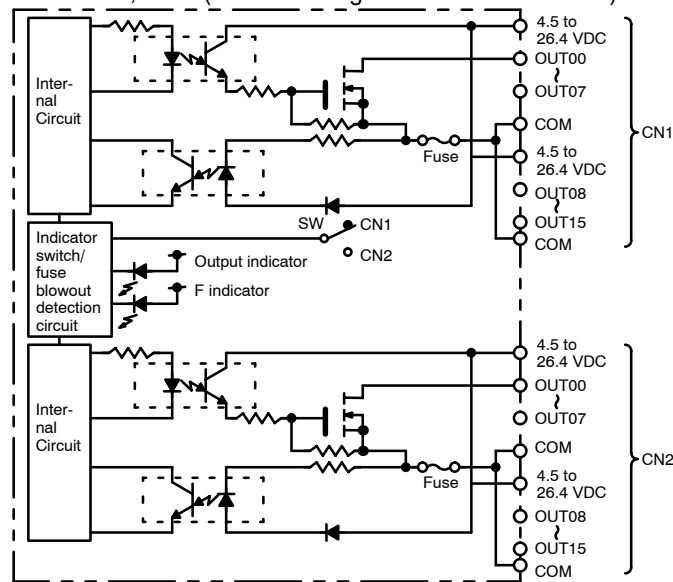 4.5 to
26.4 VDC
OUT00
OUT07
COM
4.5 to
26.4 VDC
OUT08
OUT15
COM
CN1
Inter-
nal
Circuit
Fuse
SW
CN1
CN2
Indicator
switch/
fuse
blowout
detection
circuit
Output indicator
F indicator
4.5 to
26.4 VDC
OUT00
OUT07
COM
4.5 to
26.4 VDC
OUT08
OUT15
COM
CN2
Inter-
nal
Circuit
Fuse